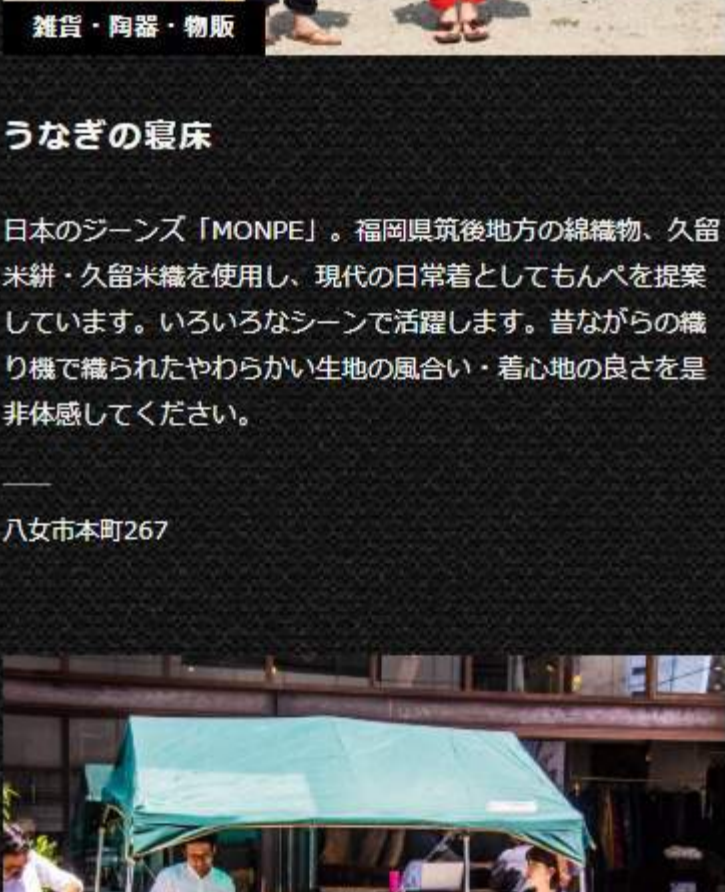 雑貨・陶器・物販
うなぎの寝床
日本のジーンズ「MONPE」。福岡県筑後地方の綿織物、久留
米絣・久留米織を使用し、現代の日常着としてもんぺを提案
しています。いろいろなシーンで活躍します。昔ながらの織
り機で織られたやわらかい生地の風合い・着心地の良さを是
非体感してください。
八女市本町267